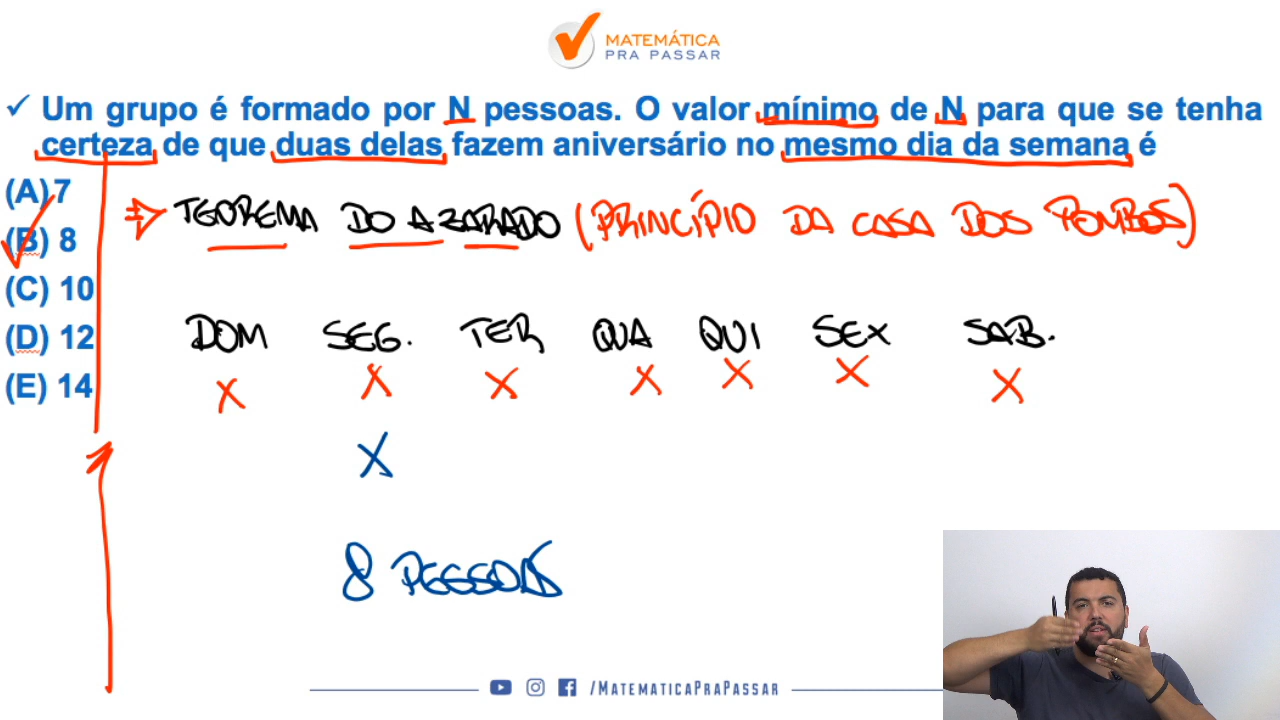 MATEMÁTICA
PRA PASSAR
✓ Um grupo é formado por N pessoas. O valor mínimo de N para que se tenha
certeza de que duas delas fazem aniversário no mesmo dia da semana é
(A) 7
(B) 8
(C) 10
(D) 12
(E) 14
⇒ TEOREMA DO AZARADO (PRINCÍPIO DA CASA DOS POMBOS)
DOM SEG. TER QUA QUI SEX SAB.
X X X X X X X
X
8 PESSOAS
/MATEMATICAPRAPASSAR